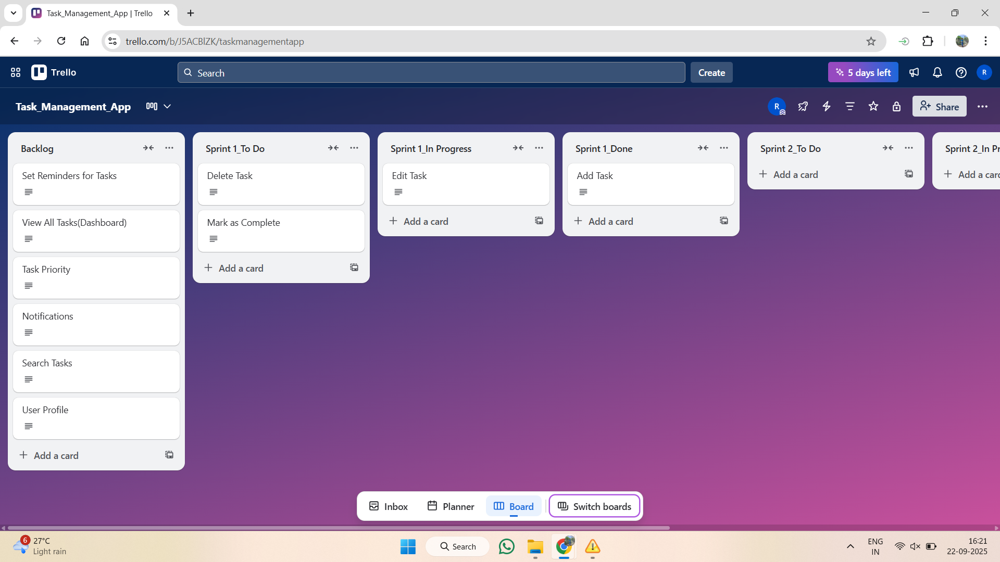 Task_Management_App | Trello
trello.com/b/J5ACBlZK/taskmanagementapp
Trello
Search
Create
5 days left
R
Task_Management_App
R
Share
Backlog
Set Reminders for Tasks
View All Tasks(Dashboard)
Task Priority
Notifications
Search Tasks
User Profile
Add a card
Sprint 1_To Do
Delete Task
Mark as Complete
Add a card
Sprint 1_In Progress
Edit Task
Add a card
Sprint 1_Done
Add Task
Add a card
Sprint 2_To Do
Add a card
Sprint 2_In Pr
Add a card
Inbox
Planner
Board
Switch boards
6
27°C
Light rain
Search
ENG
IN
16:21
22-09-2025